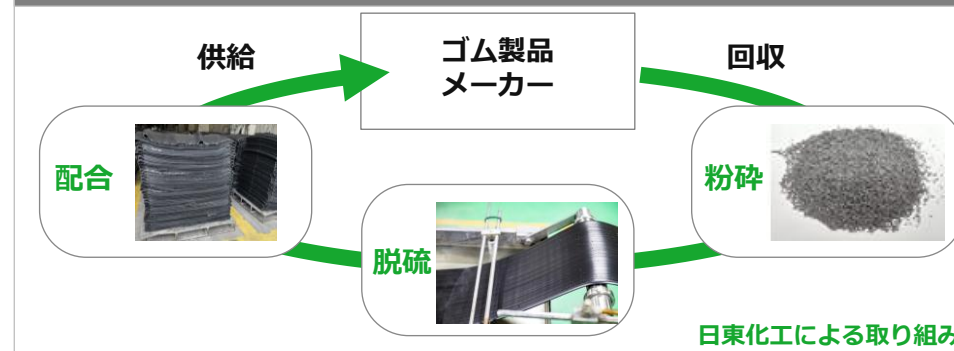 供給
ゴム製品
メーカー
回収
配合
粉砕
脱硫
日東化工による取り組み